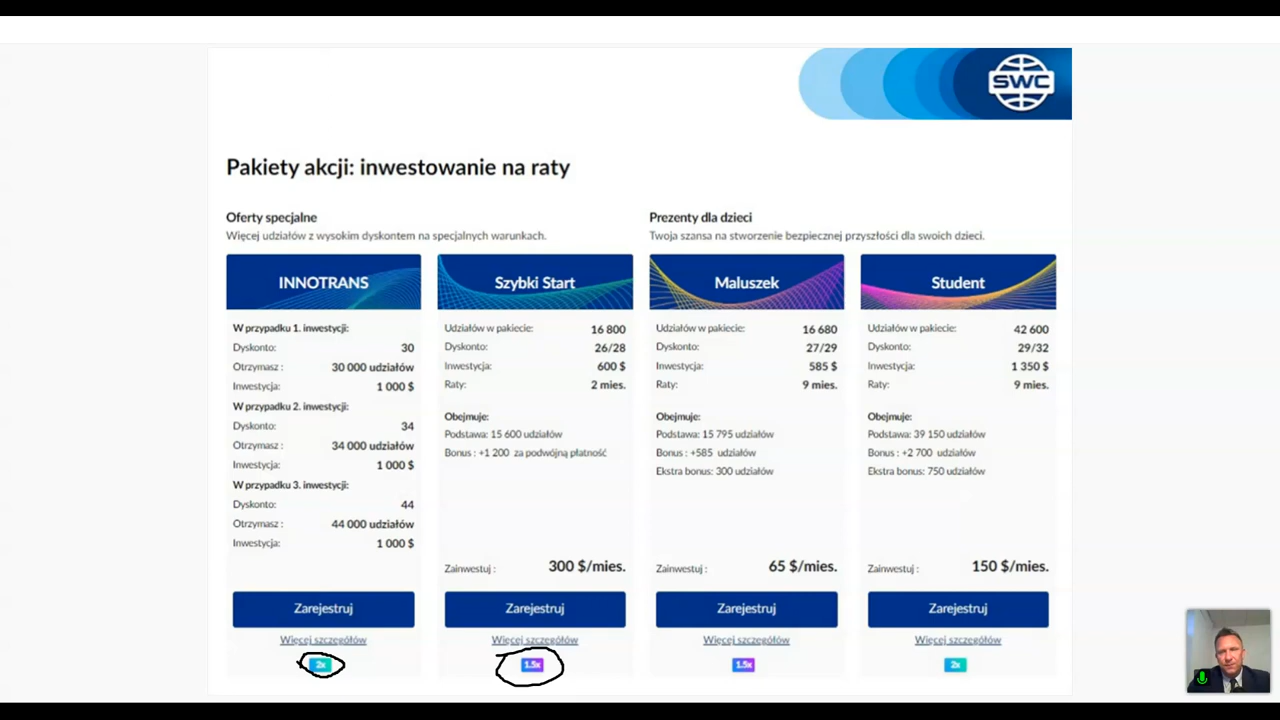 SWC
Pakiety akcji: inwestowanie na raty
Oferty specjalne
Więcej udziałów z wysokim dyskontem na specjalnych warunkach.
Prezenty dla dzieci
Twoja szansa na stworzenie bezpiecznej przyszłości dla swoich dzieci.
INNOTRANS
W przypadku 1. inwestycji:
Dyskonto: 30
Otrzymasz : 30 000 udziałów
Inwestycja: 1 000 $
W przypadku 2. inwestycji:
Dyskonto: 34
Otrzymasz : 34 000 udziałów
Inwestycja: 1 000 $
W przypadku 3. inwestycji:
Dyskonto: 44
Otrzymasz : 44 000 udziałów
Inwestycja: 1 000 $
Zarejestruj
Więcej szczegółów
2x
Szybki Start
Udziałów w pakiecie: 16 800
Dyskonto: 26/28
Inwestycja: 600 $
Raty: 2 mies.
Obejmuje:
Podstawa: 15 600 udziałów
Bonus : +1 200 za podwójną płatność
Zainwestuj : 300 $/mies.
Zarejestruj
Więcej szczegółów
1.5x
Maluszek
Udziałów w pakiecie: 16 680
Dyskonto: 27/29
Inwestycja: 585 $
Raty: 9 mies.
Obejmuje:
Podstawa: 15 795 udziałów
Bonus : +585 udziałów
Ekstra bonus: 300 udziałów
Zainwestuj : 65 $/mies.
Zarejestruj
Więcej szczegółów
1.5x
Student
Udziałów w pakiecie: 42 600
Dyskonto: 29/32
Inwestycja: 1 350 $
Raty: 9 mies.
Obejmuje:
Podstawa: 39 150 udziałów
Bonus : +2 700 udziałów
Ekstra bonus: 750 udziałów
Zainwestuj : 150 $/mies.
Zarejestruj
Więcej szczegółów
2x